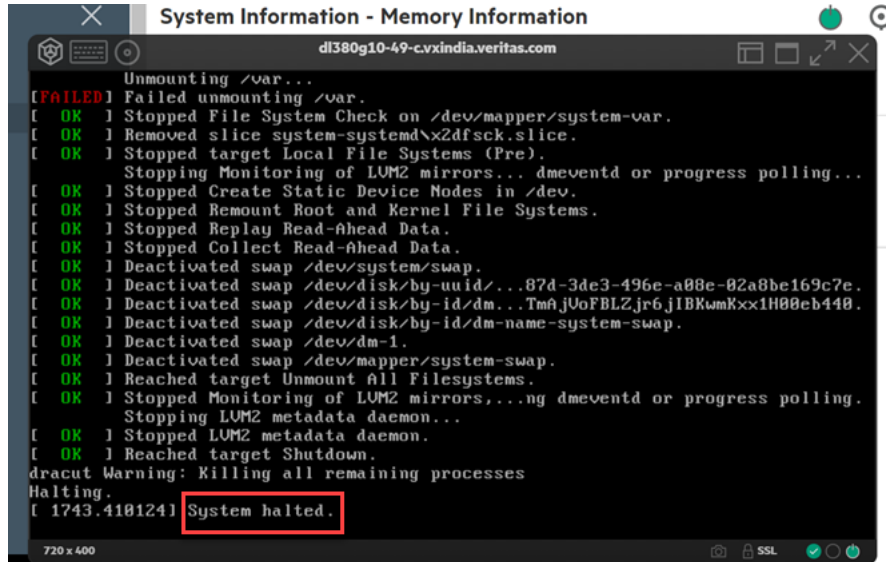 System Information - Memory Information
dl380g10-49-c.vxindia.veritas.com
Unmounting /var...
[FAILED] Failed unmounting /var.
[  OK  ] Stopped File System Check on /dev/mapper/system-var.
[  OK  ] Removed slice system-systemd\x2dfsck.slice.
[  OK  ] Stopped target Local File Systems (Pre).
Stopping Monitoring of LVM2 mirrors... dmeventd or progress polling...
[  OK  ] Stopped Create Static Device Nodes in /dev.
[  OK  ] Stopped Remount Root and Kernel File Systems.
[  OK  ] Stopped Replay Read-Ahead Data.
[  OK  ] Stopped Collect Read-Ahead Data.
[  OK  ] Deactivated swap /dev/system/swap.
[  OK  ] Deactivated swap /dev/disk/by-uuid/...87d-3de3-496e-a08e-02a8be169c7e.
[  OK  ] Deactivated swap /dev/disk/by-id/dm...TmAjVoFBLZjr6jIBKwmKxx1H00eb440.
[  OK  ] Deactivated swap /dev/disk/by-id/dm-name-system-swap.
[  OK  ] Deactivated swap /dev/dm-1.
[  OK  ] Deactivated swap /dev/mapper/system-swap.
[  OK  ] Reached target Unmount All Filesystems.
[  OK  ] Stopped Monitoring of LVM2 mirrors,...ng dmeventd or progress polling.
Stopping LVM2 metadata daemon...
[  OK  ] Stopped LVM2 metadata daemon.
[  OK  ] Reached target Shutdown.
dracut Warning: Killing all remaining processes
Halting.
[ 1743.410124] System halted.
720 x 400
SSL